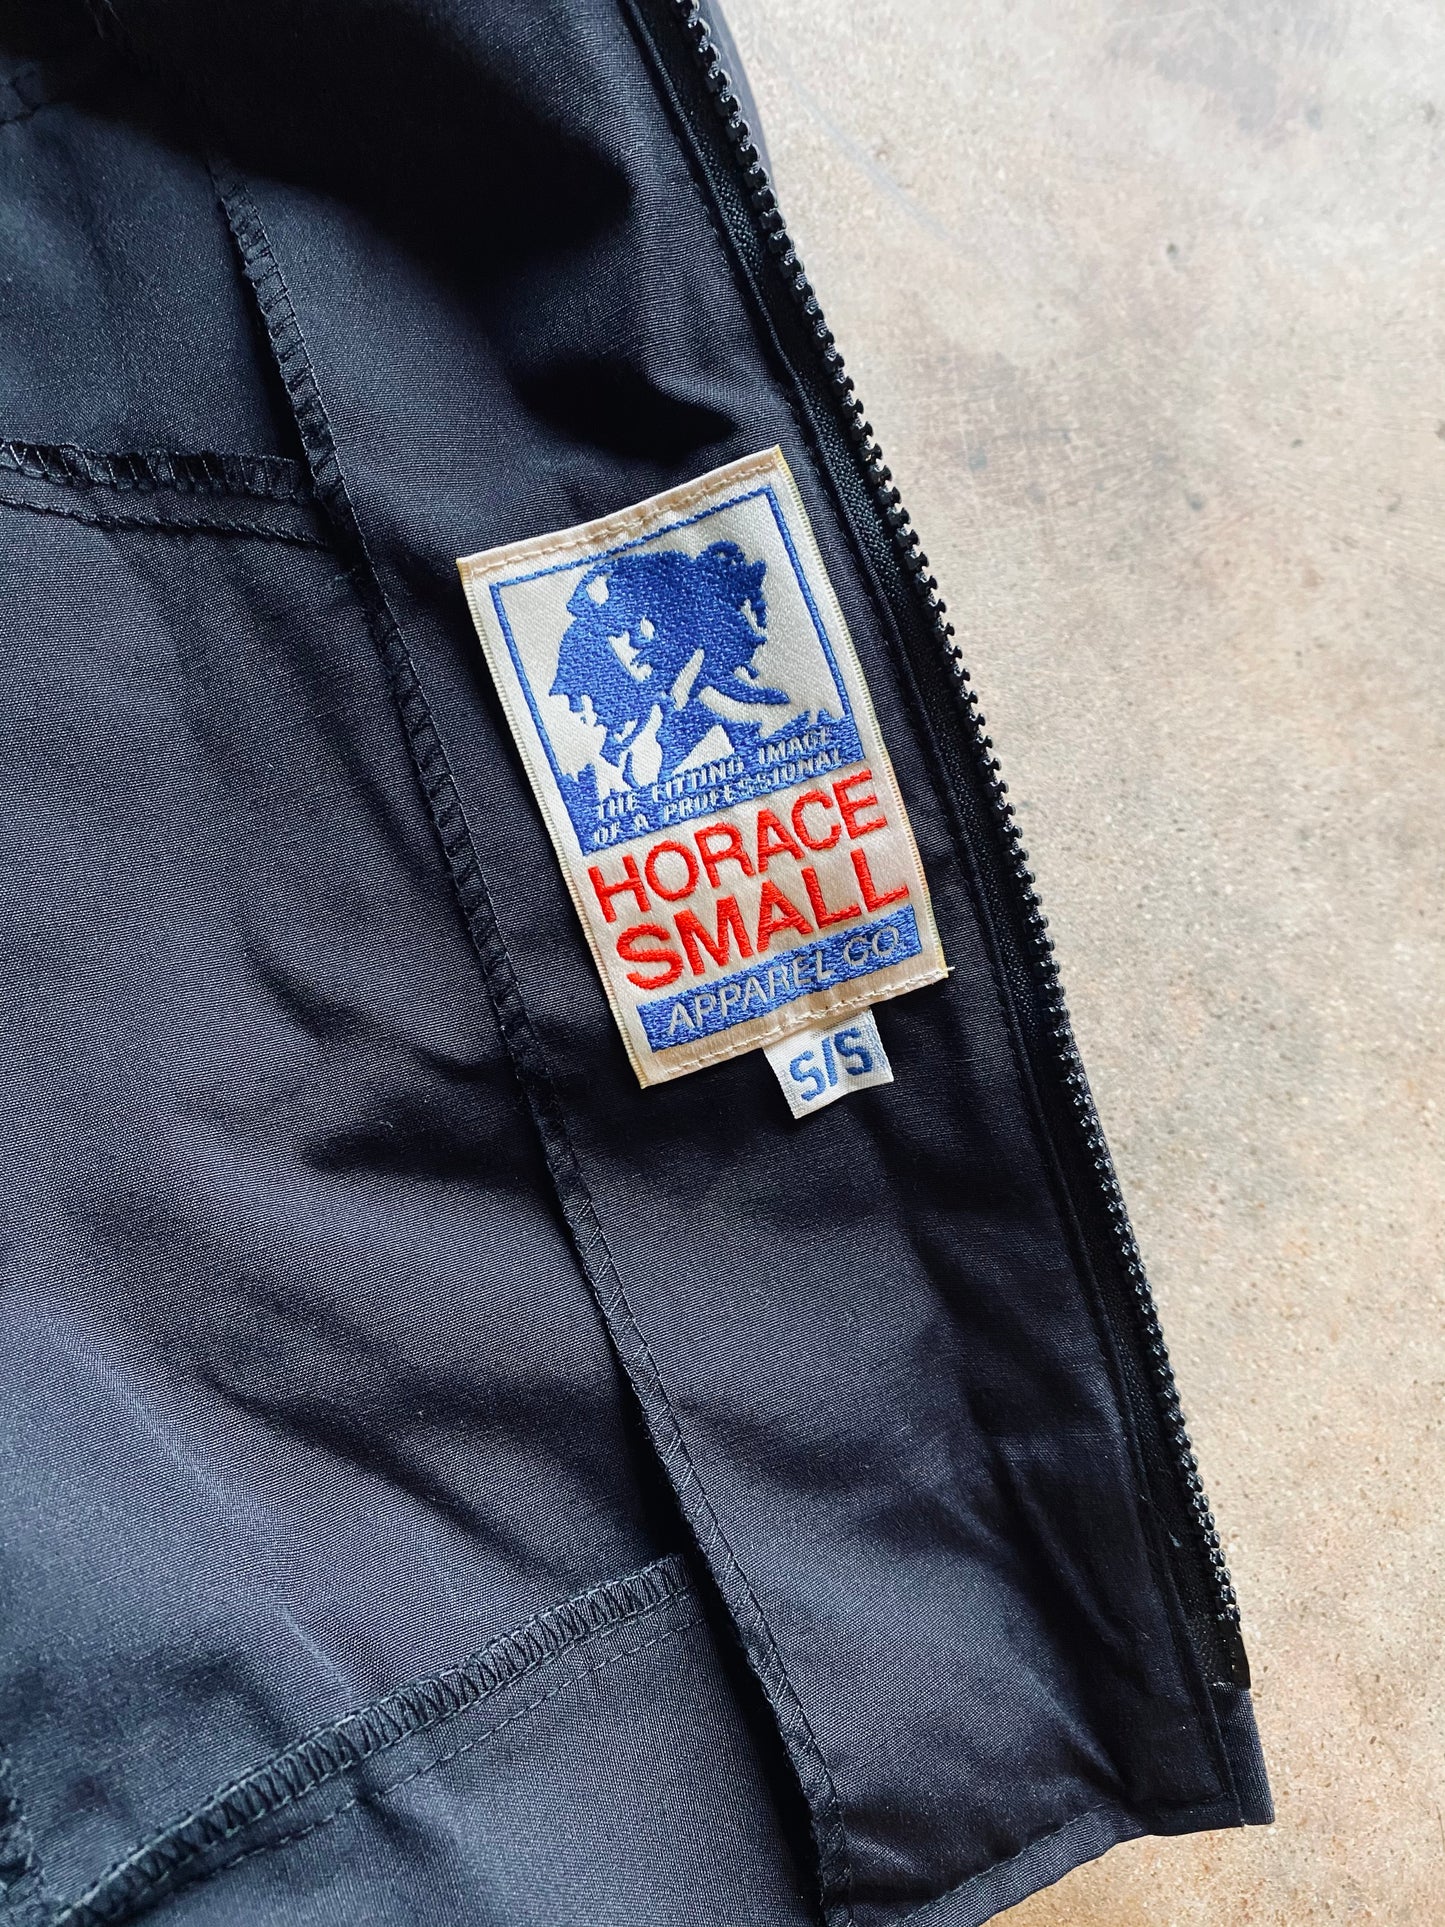 THE FITTING IMAGE
OF A PROFESSIONAL
HORACE
SMALL
APPAREL CO.
S/S